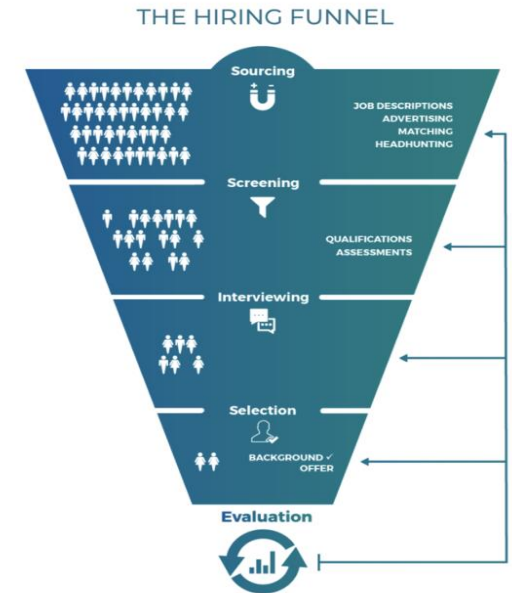 THE HIRING FUNNEL
Sourcing
JOB DESCRIPTIONS
ADVERTISING
MATCHING
HEADHUNTING
Screening
QUALIFICATIONS
ASSESSMENTS
Interviewing
Selection
BACKGROUND ✓
OFFER
Evaluation